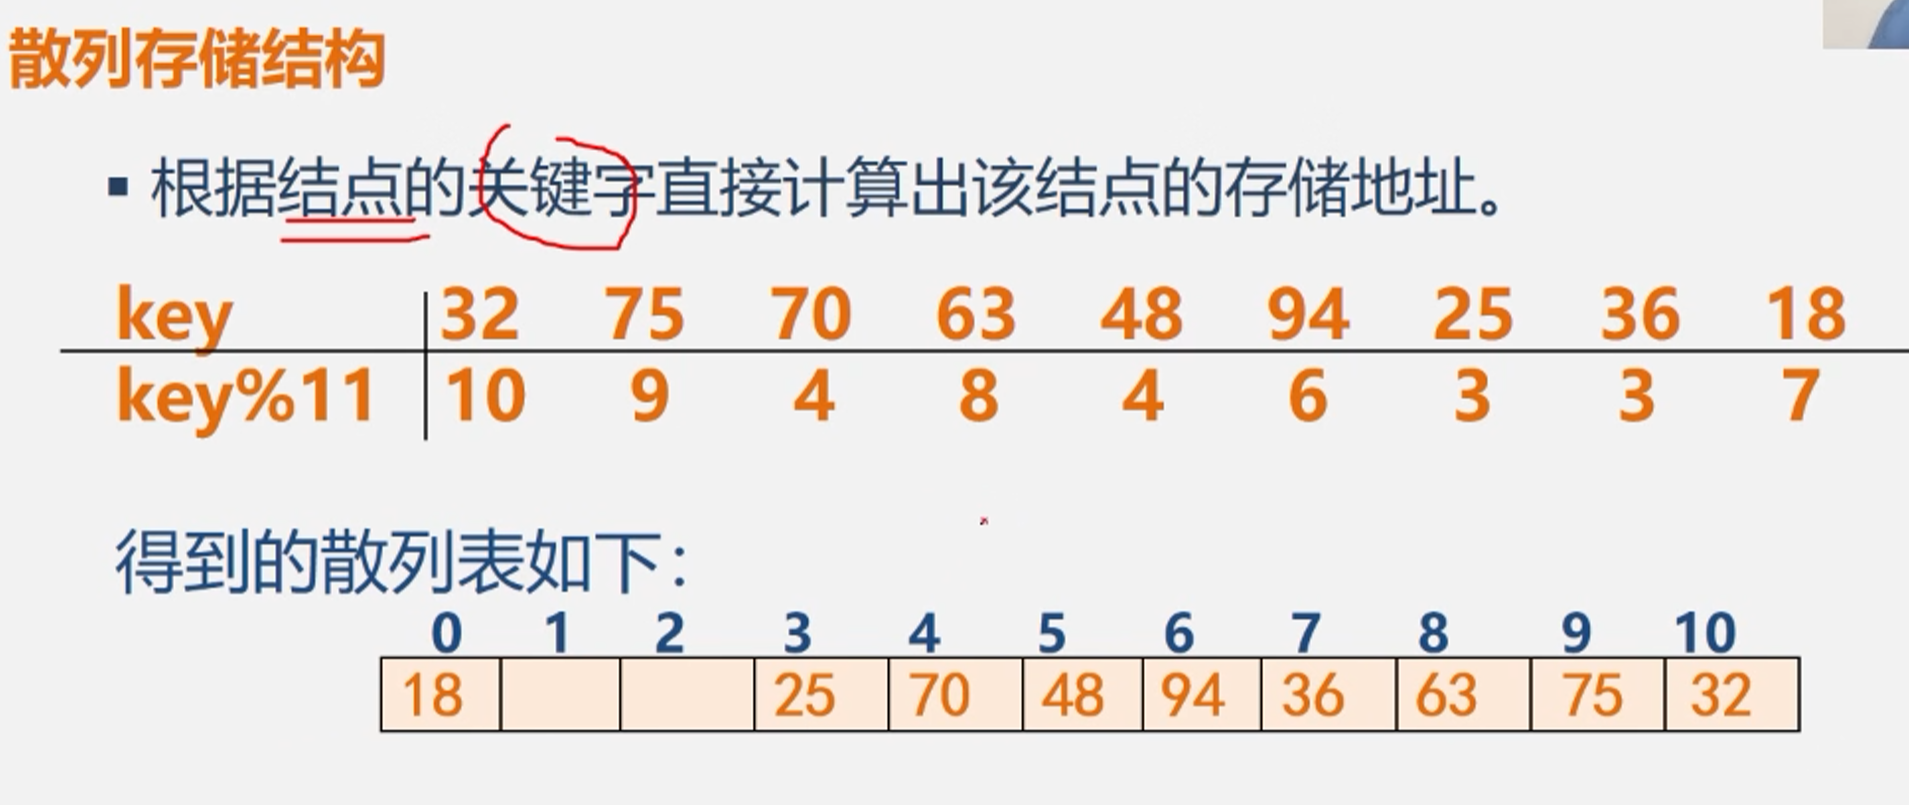 散列存储结构
▪ 根据结点的关键字直接计算出该结点的存储地址。
key 32 75 70 63 48 94 25 36 18
key%11 10 9 4 8 4 6 3 3 7
得到的散列表如下：
0 1 2 3 4 5 6 7 8 9 10
18 25 70 48 94 36 63 75 32